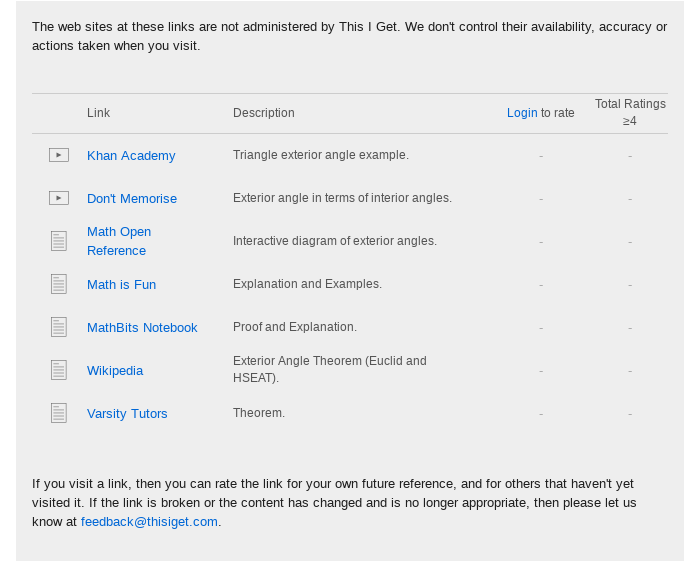 The web sites at these links are not administered by This I Get. We don't control their availability, accuracy or
actions taken when you visit.
Link Description Login to rate Total Ratings
≥4
Khan Academy Triangle exterior angle example. - -
Don't Memorise Exterior angle in terms of interior angles. - -
Math Open
Reference Interactive diagram of exterior angles. - -
Math is Fun Explanation and Examples. - -
MathBits Notebook Proof and Explanation. - -
Wikipedia Exterior Angle Theorem (Euclid and
HSEAT). - -
Varsity Tutors Theorem. - -
If you visit a link, then you can rate the link for your own future reference, and for others that haven't yet
visited it. If the link is broken or the content has changed and is no longer appropriate, then please let us
know at feedback@thisiget.com.